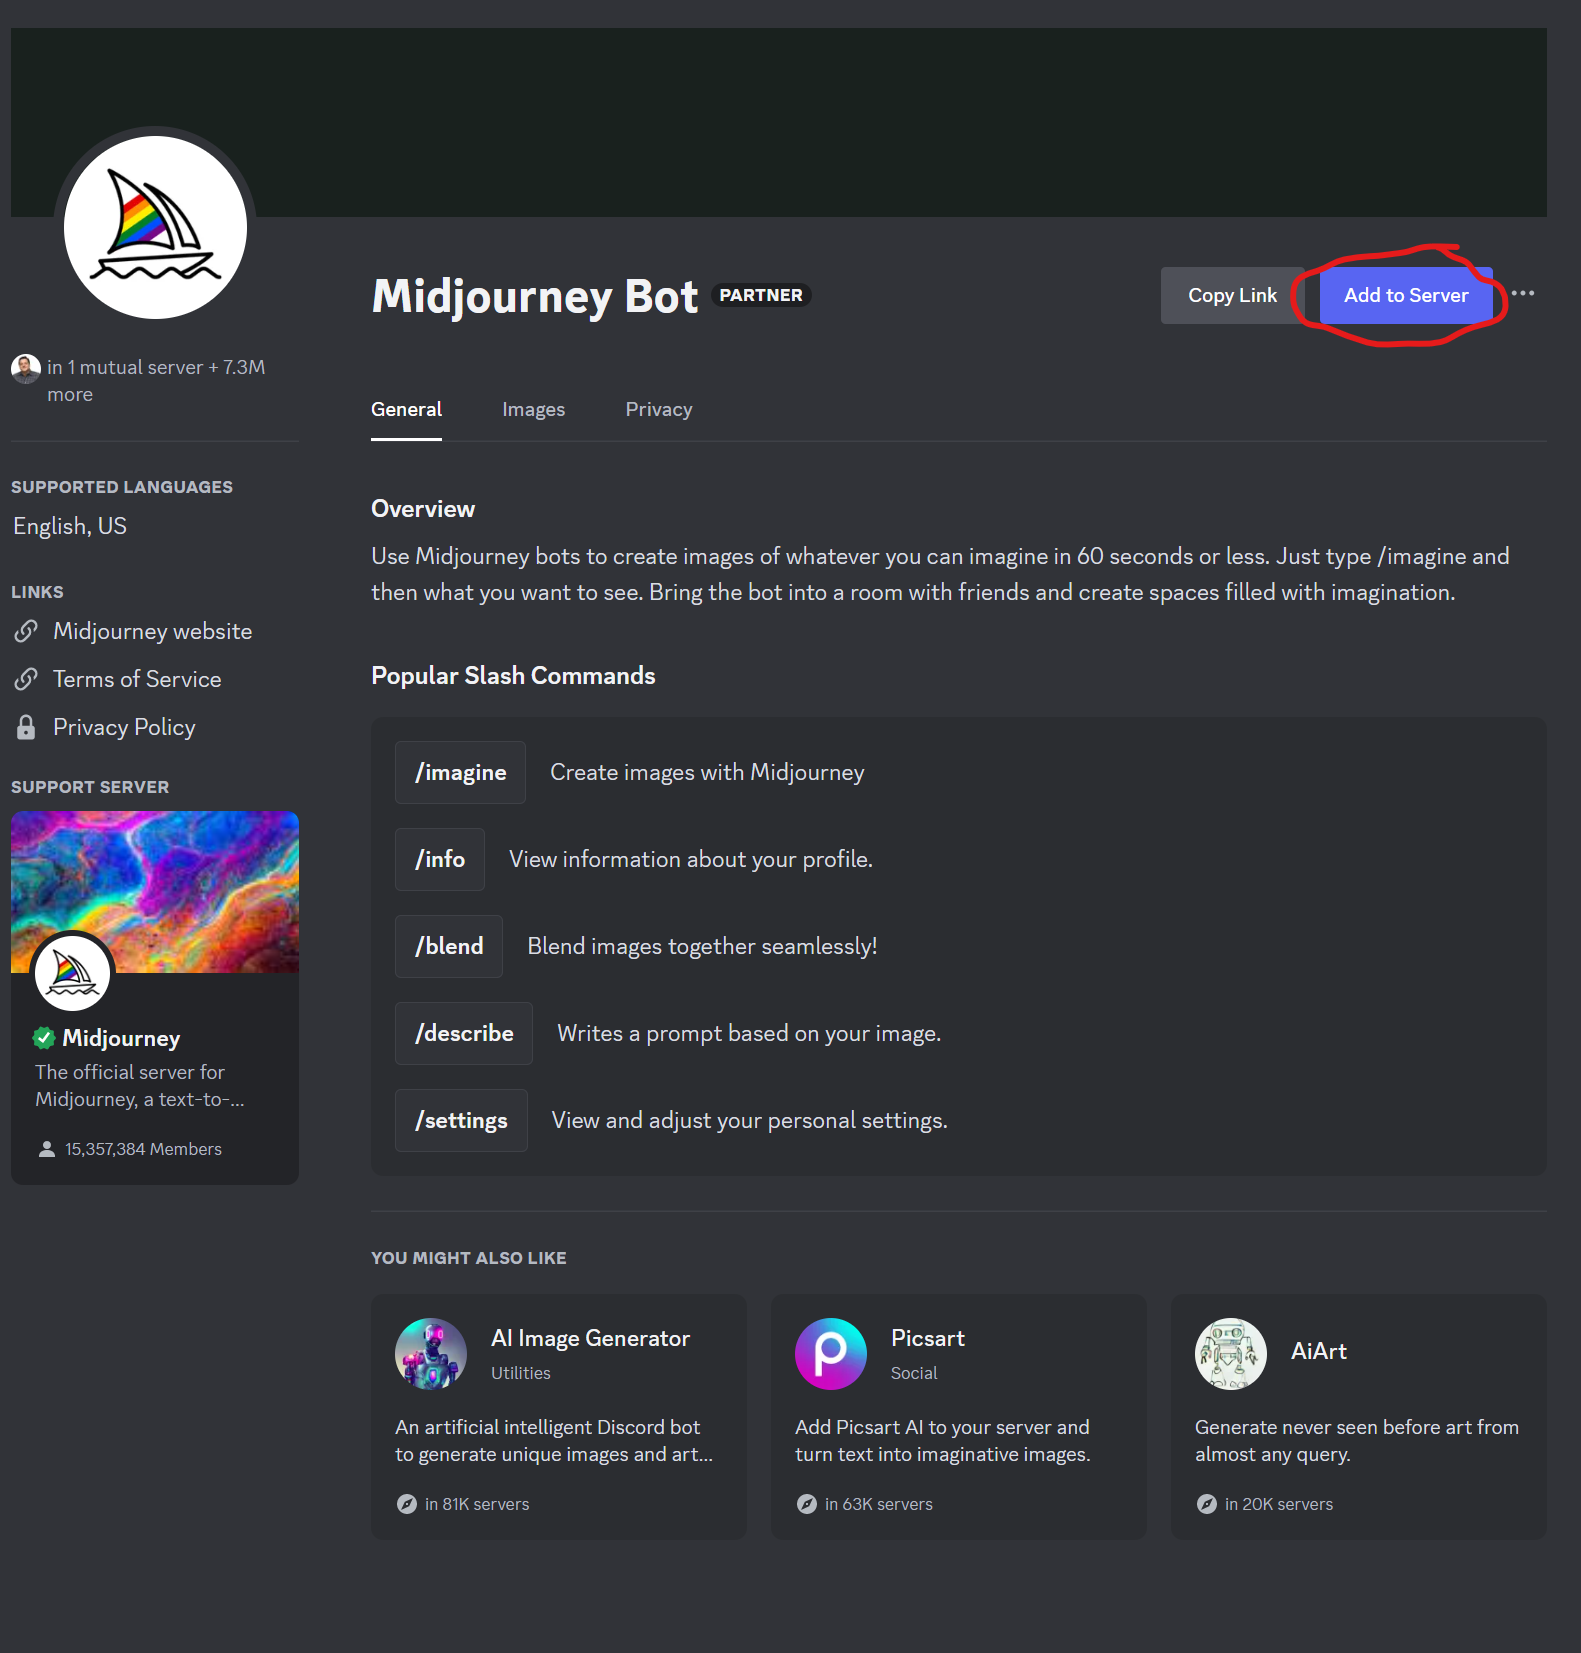 Midjourney Bot PARTNER
Copy Link
Add to Server
in 1 mutual server + 7.3M
more
General
Images
Privacy
SUPPORTED LANGUAGES
English, US
LINKS
Midjourney website
Terms of Service
Privacy Policy
SUPPORT SERVER
Midjourney
The official server for
Midjourney, a text-to-...
15,357,384 Members
Overview
Use Midjourney bots to create images of whatever you can imagine in 60 seconds or less. Just type /imagine and
then what you want to see. Bring the bot into a room with friends and create spaces filled with imagination.
Popular Slash Commands
/imagine Create images with Midjourney
/info View information about your profile.
/blend Blend images together seamlessly!
/describe Writes a prompt based on your image.
/settings View and adjust your personal settings.
YOU MIGHT ALSO LIKE
AI Image Generator
Utilities
An artificial intelligent Discord bot
to generate unique images and art...
in 81K servers
Picsart
Social
Add Picsart AI to your server and
turn text into imaginative images.
in 63K servers
AiArt
Generate never seen before art from
almost any query.
in 20K servers